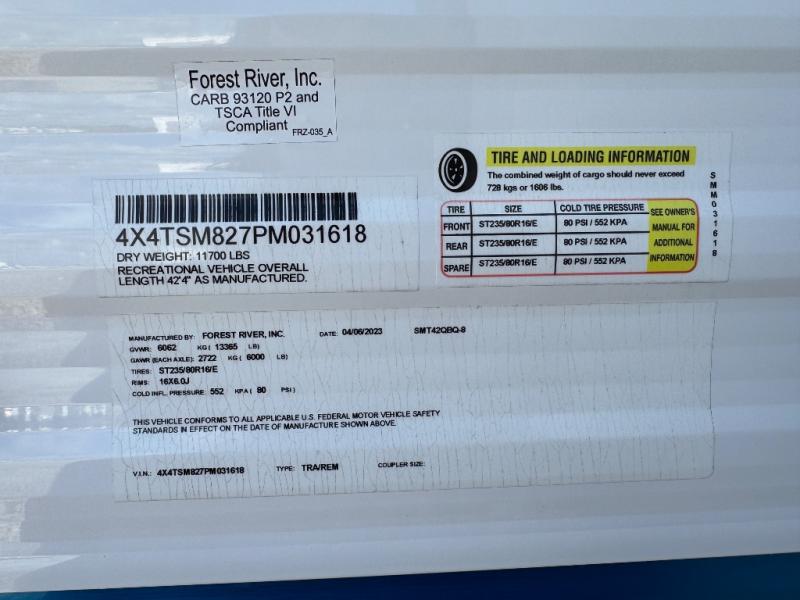 Forest River, Inc.
CARB 93120 P2 and
TSCA Title VI
Compliant
FRZ-035_A
4X4TSM827PM031618
DRY WEIGHT: 11700 LBS
RECREATIONAL VEHICLE OVERALL
LENGTH 42'4" AS MANUFACTURED.
TIRE AND LOADING INFORMATION
The combined weight of cargo should never exceed
728 kgs or 1606 lbs.
TIRE SIZE COLD TIRE PRESSURE
FRONT ST235/80R16/E 80 PSI / 552 KPA
REAR ST235/80R16/E 80 PSI / 552 KPA
SPARE ST235/80R16/E 80 PSI / 552 KPA
SEE OWNER'S
MANUAL FOR
ADDITIONAL
INFORMATION
SMM031618
MANUFACTURED BY: FOREST RIVER, INC. DATE: 04/06/2023 SMT42QBQ-8
GVWR: 6062 KG ( 13365 LB)
GAWR (EACH AXLE): 2722 KG ( 6000 LB)
TIRES: ST235/80R16/E
RIMS: 16X6.0J
COLD INFL. PRESSURE: 552 KPA ( 80 PSI)
THIS VEHICLE CONFORMS TO ALL APPLICABLE U.S. FEDERAL MOTOR VEHICLE SAFETY
STANDARDS IN EFFECT ON THE DATE OF MANUFACTURE SHOWN ABOVE.
V.I.N.: 4X4TSM827PM031618 TYPE: TRA/REM COUPLER SIZE: